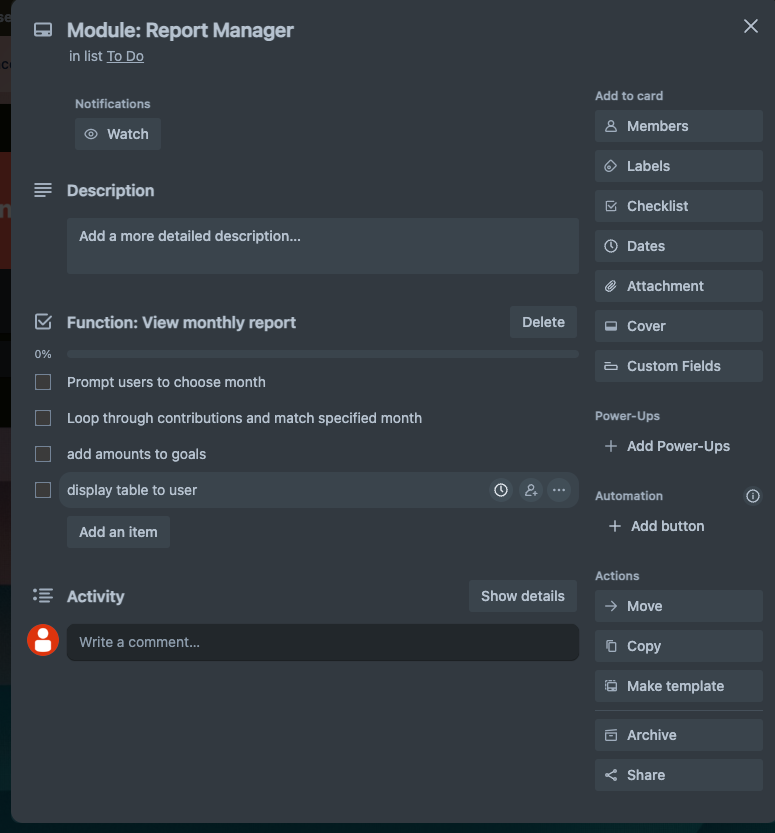 Module: Report Manager
in list To Do
Notifications
Watch
Description
Add a more detailed description...
Function: View monthly report
Delete
0%
Prompt users to choose month
Loop through contributions and match specified month
add amounts to goals
display table to user
Add an item
Activity
Show details
Write a comment...
Add to card
Members
Labels
Checklist
Dates
Attachment
Cover
Custom Fields
Power-Ups
Add Power-Ups
Automation
Add button
Actions
Move
Copy
Make template
Archive
Share